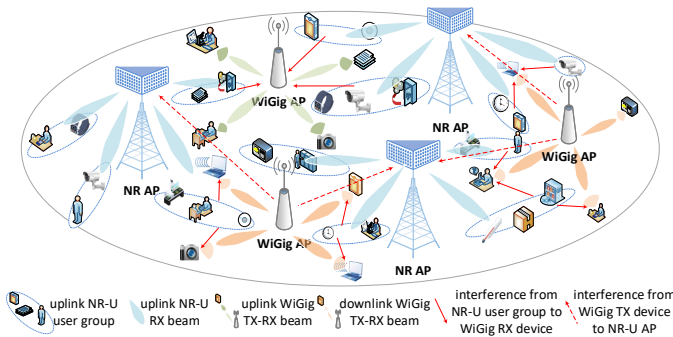 WiGig AP
NR AP
WiGig AP
NR AP
WiGig AP
NR AP
uplink NR-U
user group
uplink NR-U
RX beam
uplink WiGig
TX-RX beam
downlink WiGig
TX-RX beam
interference from
NR-U user group to
WiGig RX device
interference from
WiGig TX device
to NR-U AP